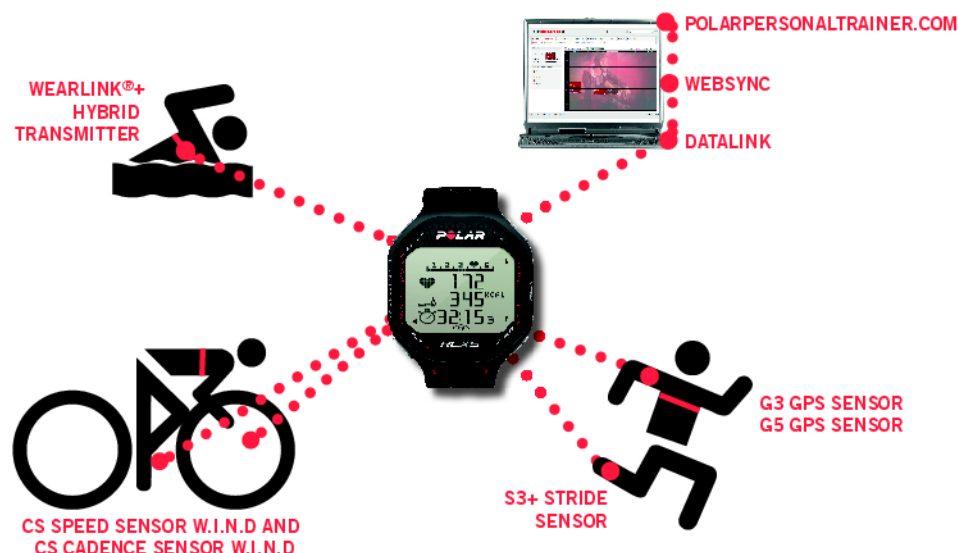 POLARPERSONALTRAINER.COM
WEARLINK®+
HYBRID
TRANSMITTER
WEBSYNC
DATALINK
POLAR
172
345 KCAL
32:15
RCX5
G3 GPS SENSOR
G5 GPS SENSOR
S3+ STRIDE
SENSOR
CS SPEED SENSOR W.I.N.D AND
CS CADENCE SENSOR W.I.N.D